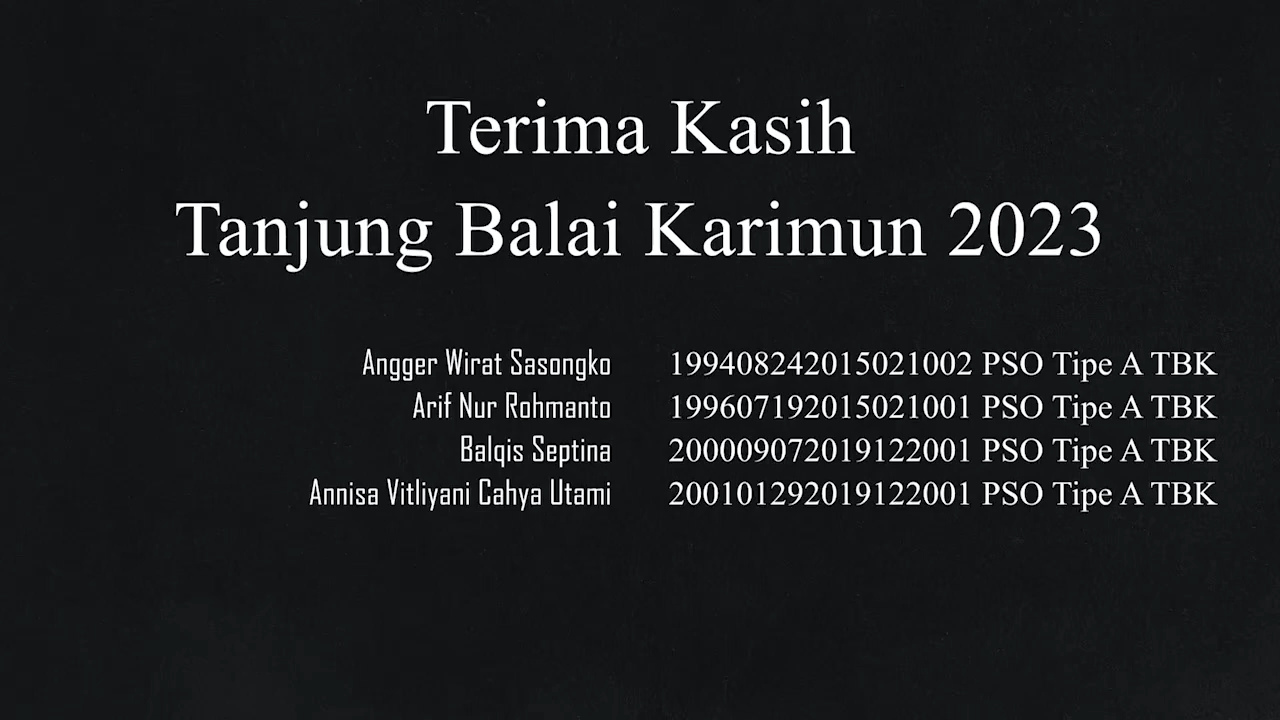 Terima Kasih
Tanjung Balai Karimun 2023
Angger Wirat Sasongko 199408242015021002 PSO Tipe A TBK
Arif Nur Rohmanto 199607192015021001 PSO Tipe A TBK
Balqis Septina 200009072019122001 PSO Tipe A TBK
Annisa Vitliyani Cahya Utami 200101292019122001 PSO Tipe A TBK